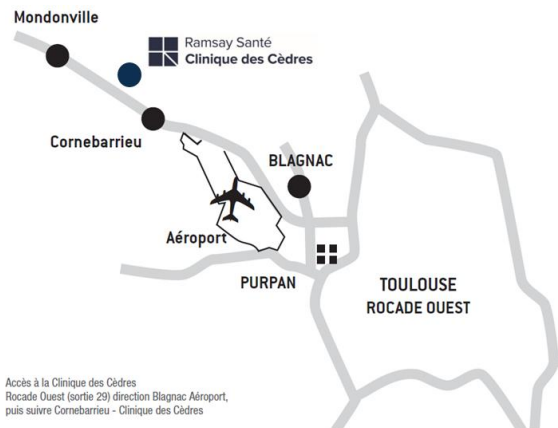 Mondonville
Ramsay Santé
Clinique des Cèdres
Cornebarrieu
BLAGNAC
Aéroport
PURPAN
TOULOUSE
ROCADE OUEST
Accès à la Clinique des Cèdres
Rocade Ouest (sortie 29) direction Blagnac Aéroport,
puis suivre Cornebarrieu - Clinique des Cèdres